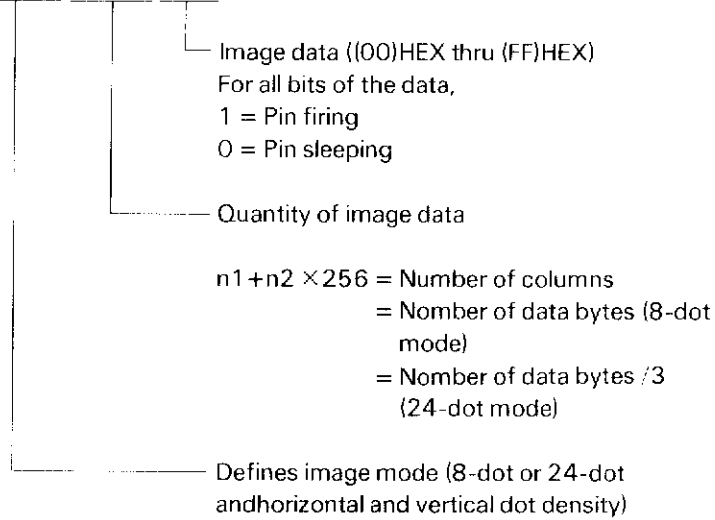 Image data ((00)HEX thru (FF)HEX)
For all bits of the data,
1 = Pin firing
0 = Pin sleeping
Quantity of image data
n1+n2 ×256 = Number of columns
= Nomber of data bytes (8-dot
mode)
= Nomber of data bytes /3
(24-dot mode)
Defines image mode (8-dot or 24-dot
andhorizontal and vertical dot density)